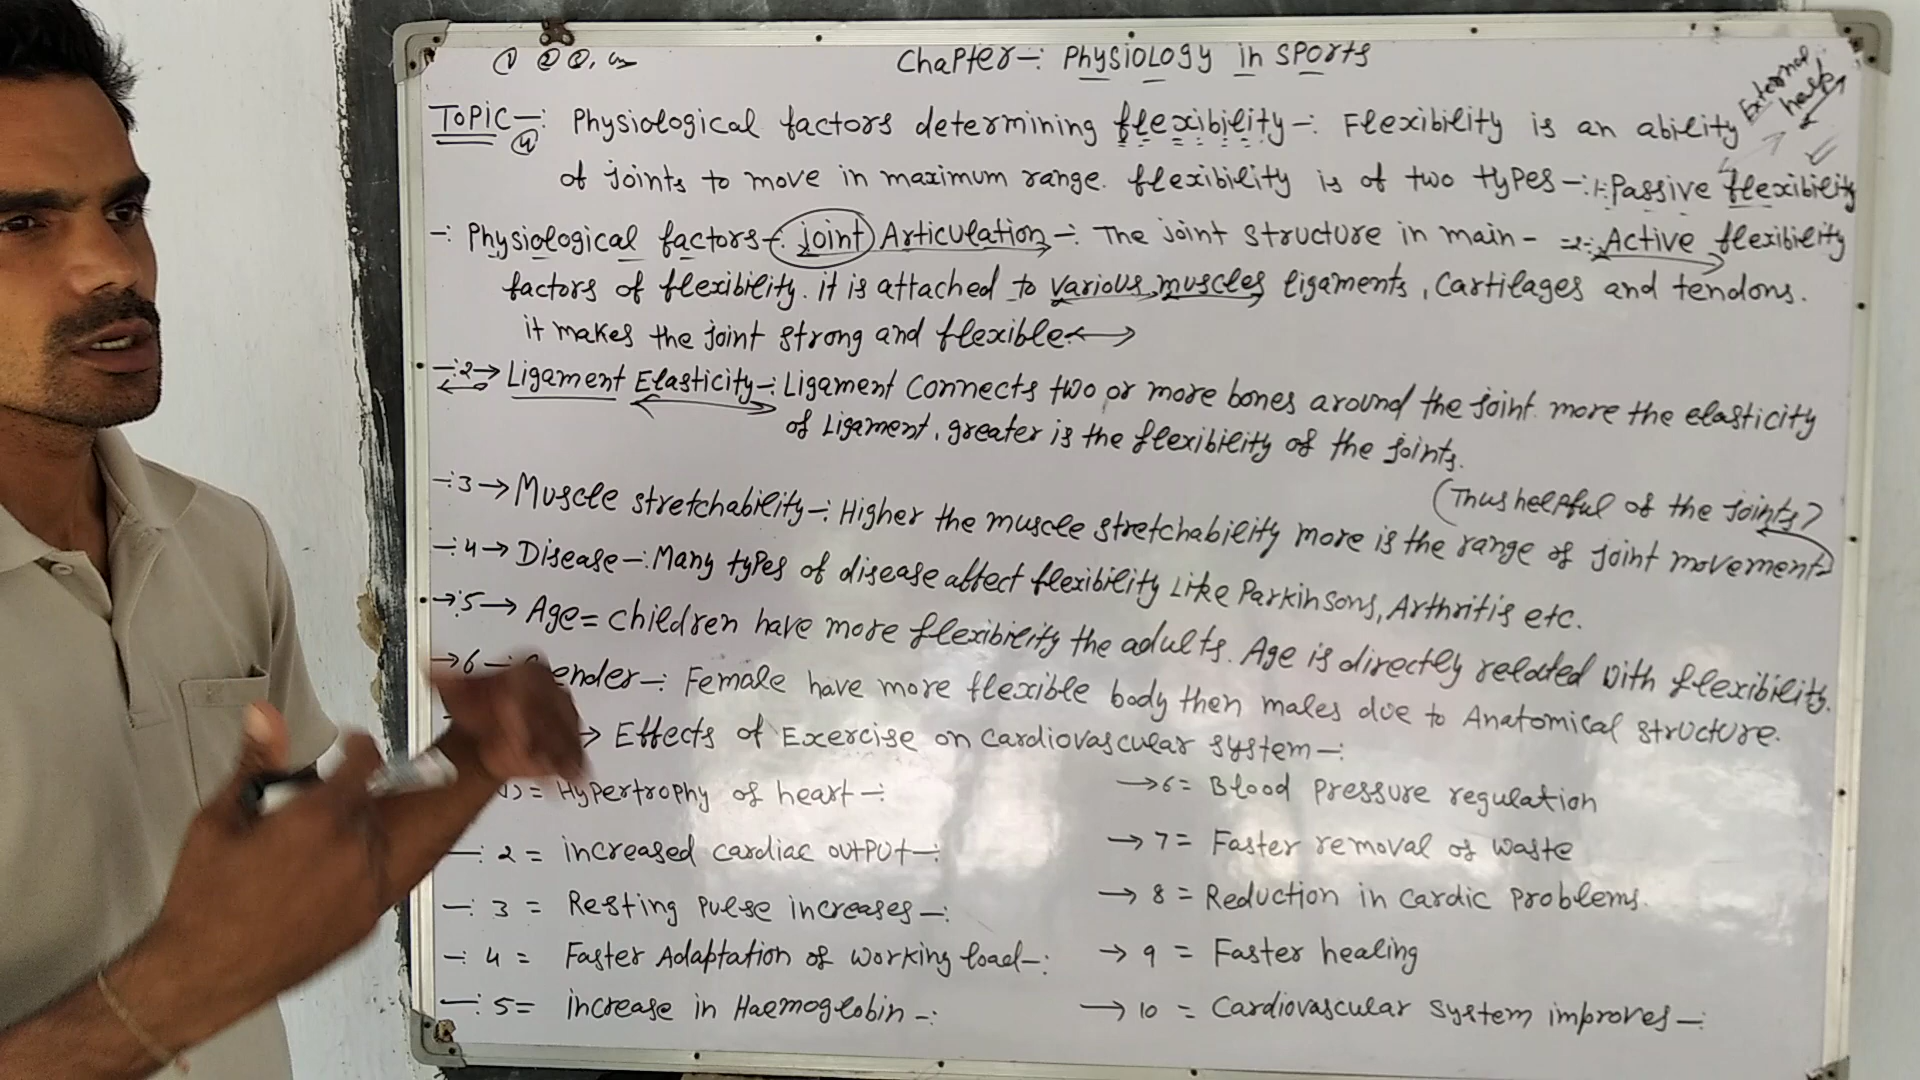 ① ② ③,
Chapter-: Physiology in Sports
External help
Topic-: Physiological factors determining flexibility-: Flexibility is an ability
④
of joints to move in maximum range. flexibility is of two types-: 1-: Passive flexibility
-: Physiological factors-: joint Articulation-: The joint structure in main- =2-: Active flexibility
factors of flexibility. it is attached to various muscles ligaments, Cartilages and tendons.
it makes the joint strong and flexible
-:2→ Ligament Elasticity-: Ligament Connects two or more bones around the joint. more the elasticity
of Ligament, greater is the flexibility of the joints.
(Thus helpful of the joints)
-:3→ Muscle stretchability-: Higher the muscle stretchability more is the range of joint movement
-:4→ Disease-: Many types of disease affect flexibility Like Parkinsons, Arthritis etc.
→:5→ Age= children have more flexibility the adults. Age is directly related with flexibility.
→6-: Gender-: Female have more flexible body then males due to Anatomical structure.
→ Effects of Exercise on cardiovascular system-:
1)= Hypertrophy of heart-:
-: 2 = increased cardiac output-:
-: 3 = Resting Pulse increases-:
-: 4 = Faster Adaptation of working load-:
-: 5= increase in Haemoglobin-:
→6= Blood pressure regulation
→ 7= Faster removal of waste
→ 8= Reduction in cardic problems.
→ 9 = Faster healing
→ 10 = Cardiovascular system improves-: